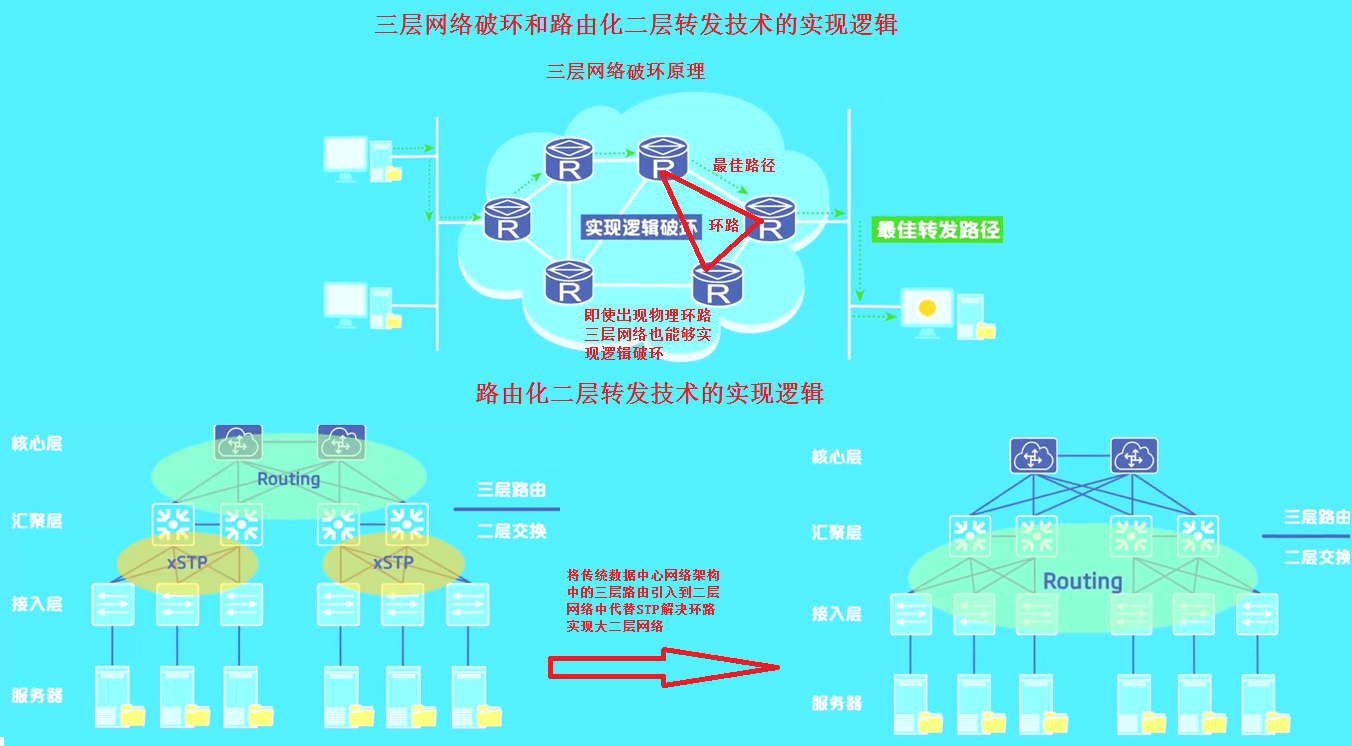 三层网络破环和路由化二层转发技术的实现逻辑
三层网络破环原理
R
R
最佳路径
R
R
实现逻辑破环
环路
最佳转发路径
R
R
即使出现物理环路
三层网络也能够实
现逻辑破环
路由化二层转发技术的实现逻辑
核心层
Routing
三层路由
汇聚层
二层交换
xSTP
xSTP
接入层
服务器
将传统数据中心网络架构
中的三层路由引入到二层
网络中代替STP解决环路
实现大二层网络
核心层
三层路由
汇聚层
二层交换
Routing
接入层
服务器